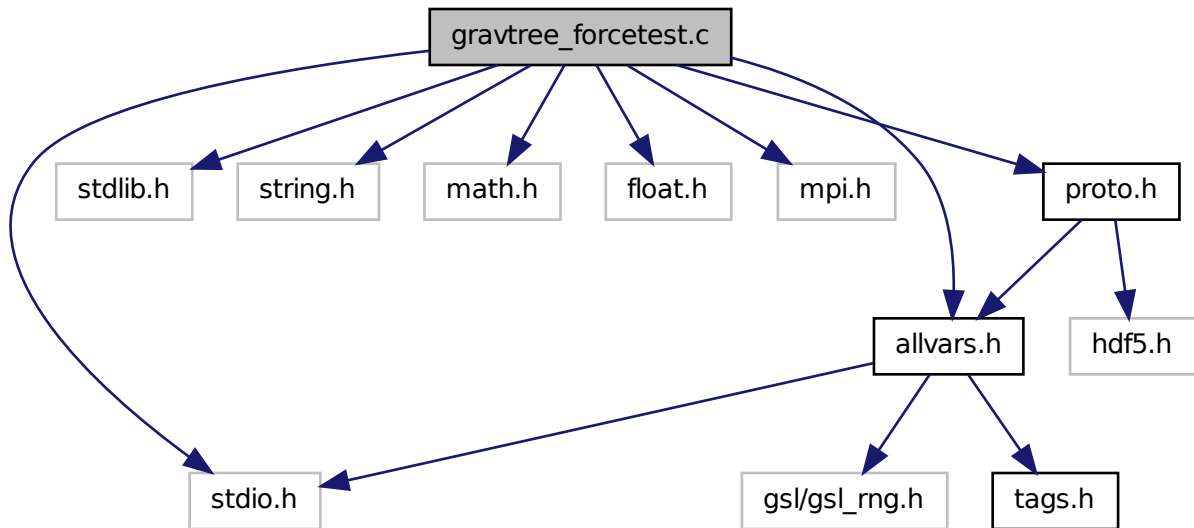 gravtree_forcetest.c
stdlib.h
string.h
math.h
float.h
mpi.h
proto.h
allvars.h
hdf5.h
stdio.h
gsl/gsl_rng.h
tags.h